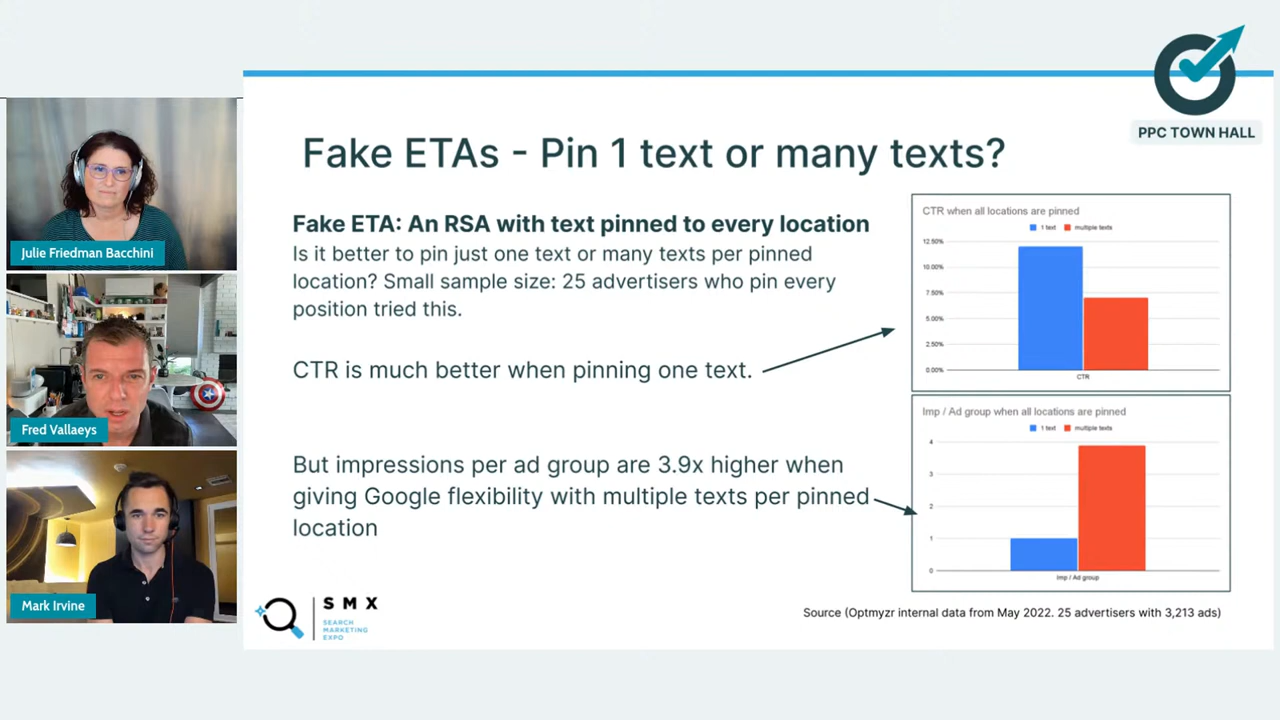 PPC TOWN HALL
Julie Friedman Bacchini
Fred Vallaeys
Mark Irvine
Fake ETAs - Pin 1 text or many texts?
Fake ETA: An RSA with text pinned to every location
Is it better to pin just one text or many texts per pinned
location? Small sample size: 25 advertisers who pin every
position tried this.
CTR is much better when pinning one text.
But impressions per ad group are 3.9x higher when
giving Google flexibility with multiple texts per pinned
location
CTR when all locations are pinned
1 text multiple texts
12.50%
10.00%
7.50%
5.00%
2.50%
0.00%
CTR
Imp / Ad group when all locations are pinned
1 text multiple texts
4
3
2
1
0
Imp / Ad group
SMX
SEARCH
MARKETING
EXPO
Source (Optmyzr internal data from May 2022. 25 advertisers with 3,213 ads)